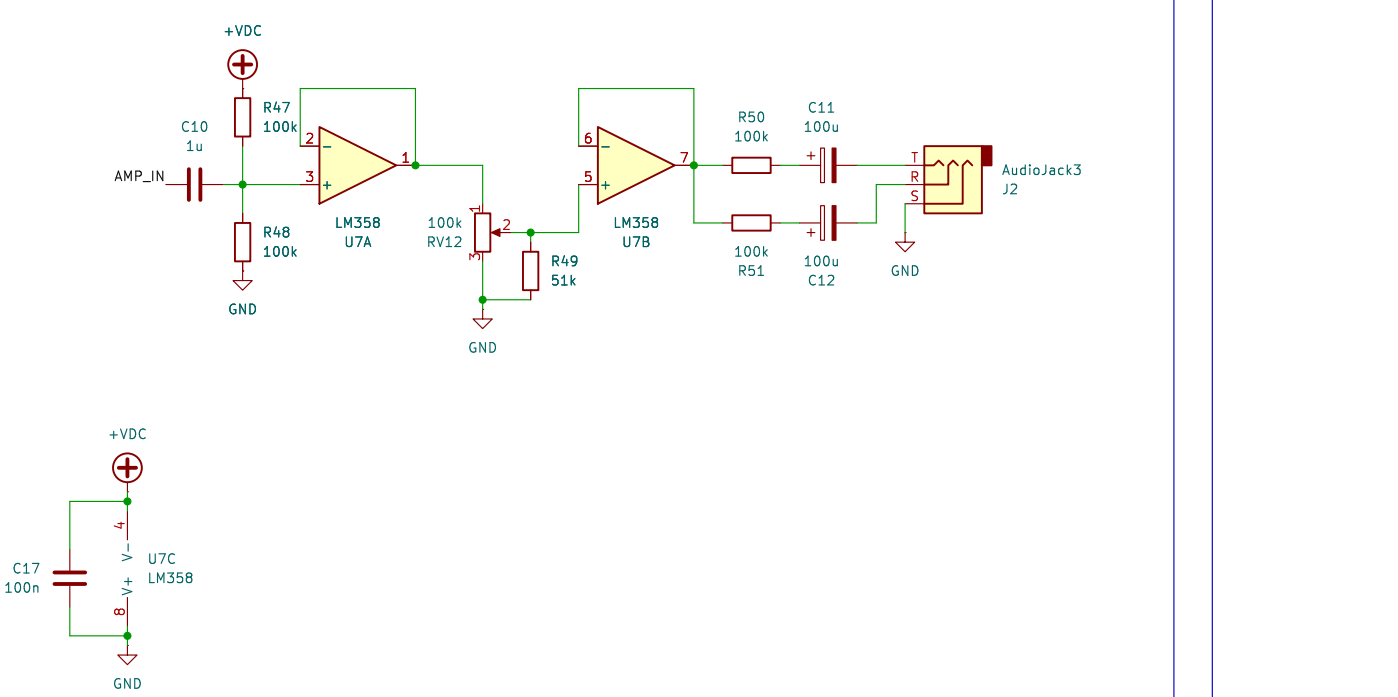 +VDC
R47
100k
C10
1u
AMP_IN
2
3
1
LM358
U7A
R48
100k
GND
100k
RV12
1
2
3
R49
51k
GND
6
5
7
LM358
U7B
R50
100k
C11
100u
+
+
100k
R51
100u
C12
T
R
S
AudioJack3
J2
GND
+VDC
4
V-
U7C
LM358
V+
8
C17
100n
GND